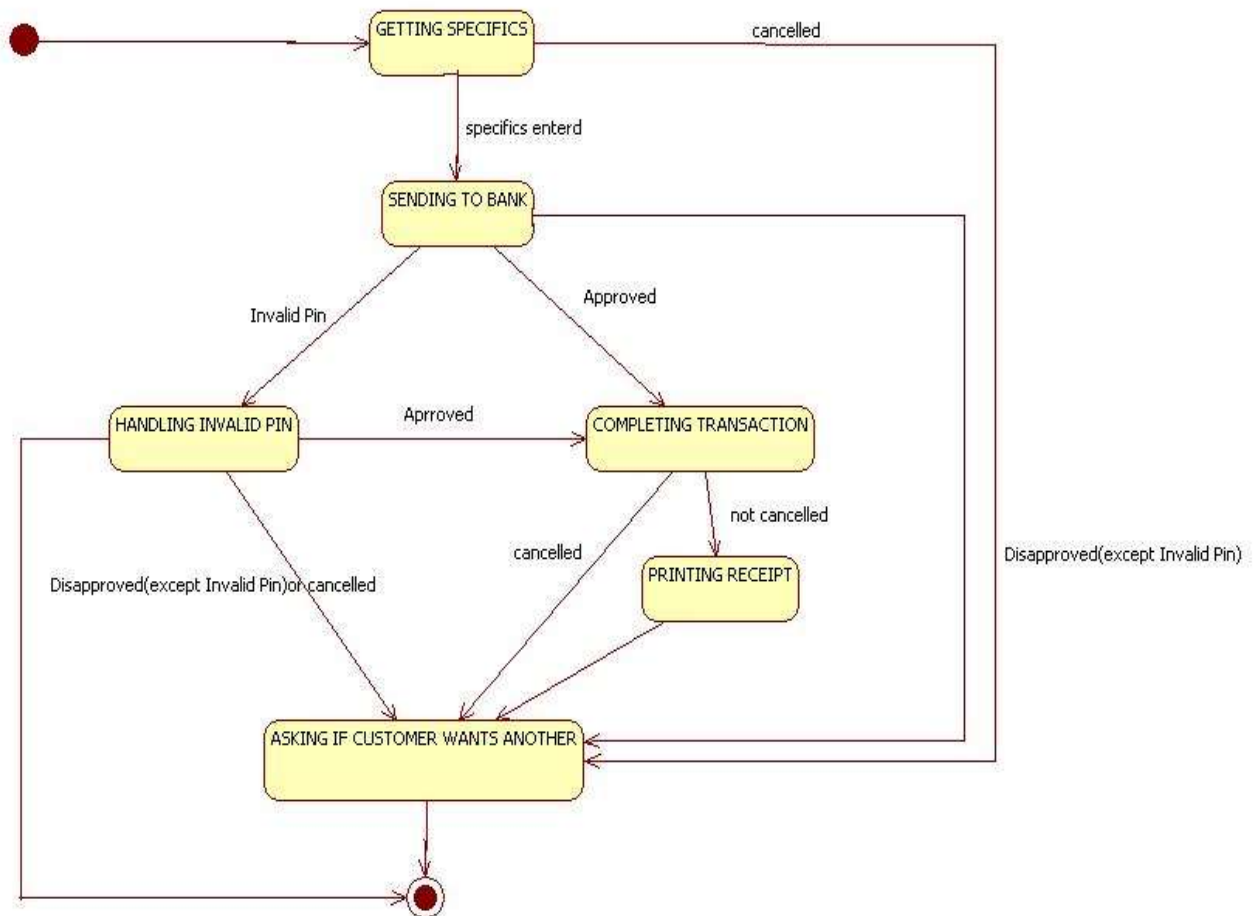 GETTING SPECIFICS
cancelled
specifics enterd
SENDING TO BANK
Approved
Invalid Pin
HANDLING INVALID PIN
Aprroved
COMPLETING TRANSACTION
not cancelled
cancelled
Disapproved(except Invalid Pin)
PRINTING RECEIPT
Disapproved(except Invalid Pin)or cancelled
ASKING IF CUSTOMER WANTS ANOTHER